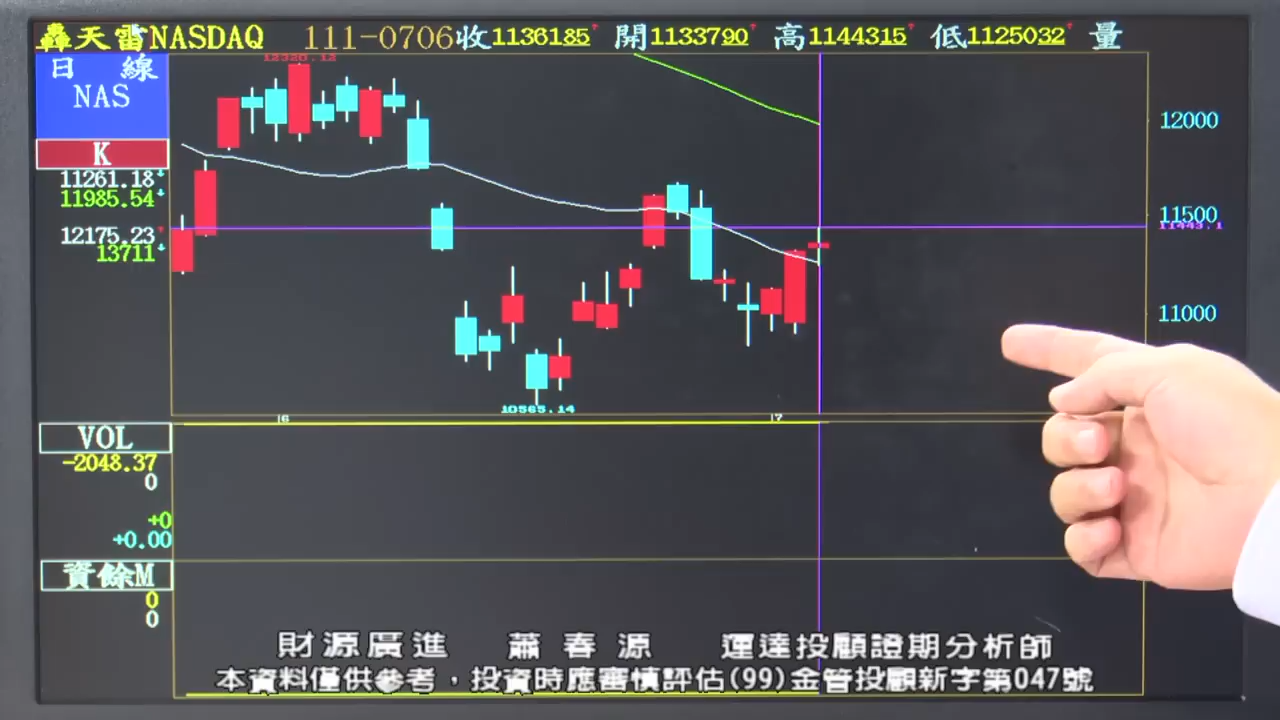 轟天雷NASDAQ 111-0706收1136185↑ 開1133790↑ 高1144315↑ 低1125032↑ 量
日 線
NAS
K
11261.18↓
11985.54↓
12175.23↑
13711↓
12320.12
12000
11500
11443.1
11000
10565.14
6
7
VOL
-2048.37
0
+0
+0.00
資餘M
0
0
財源廣進 蕭春源 運達投顧證期分析師
本資料僅供參考，投資時應審慎評估(99)金管投顧新字第047號